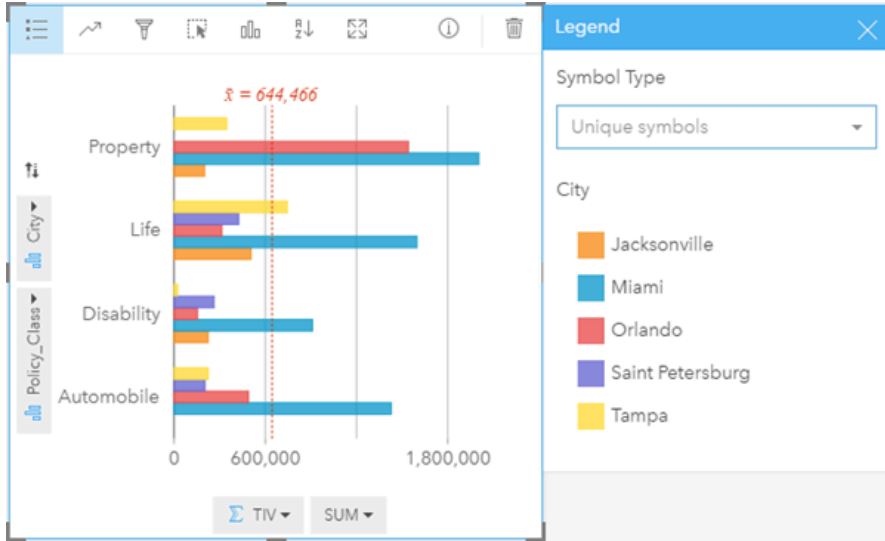 Legend
Symbol Type
Unique symbols
City
Jacksonville
Miami
Orlando
Saint Petersburg
Tampa
x̄ = 644,466
Property
Life
Disability
Automobile
City
Policy_Class
0
600,000
1,800,000
Σ TIV
SUM